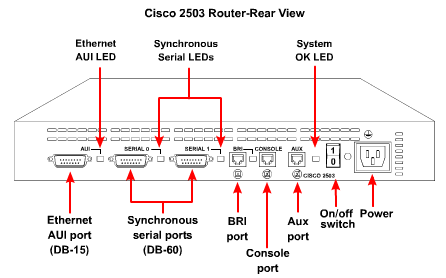 Cisco 2503 Router-Rear View
Ethernet
AUI LED
Synchronous
Serial LEDs
System
OK LED
AUI
SERIAL 0
SERIAL 1
BRI
CONSOLE
AUX
1
0
CISCO 2503
Ethernet
AUI port
(DB-15)
Synchronous
serial ports
(DB-60)
BRI
port
Console
port
Aux
port
On/off
switch
Power